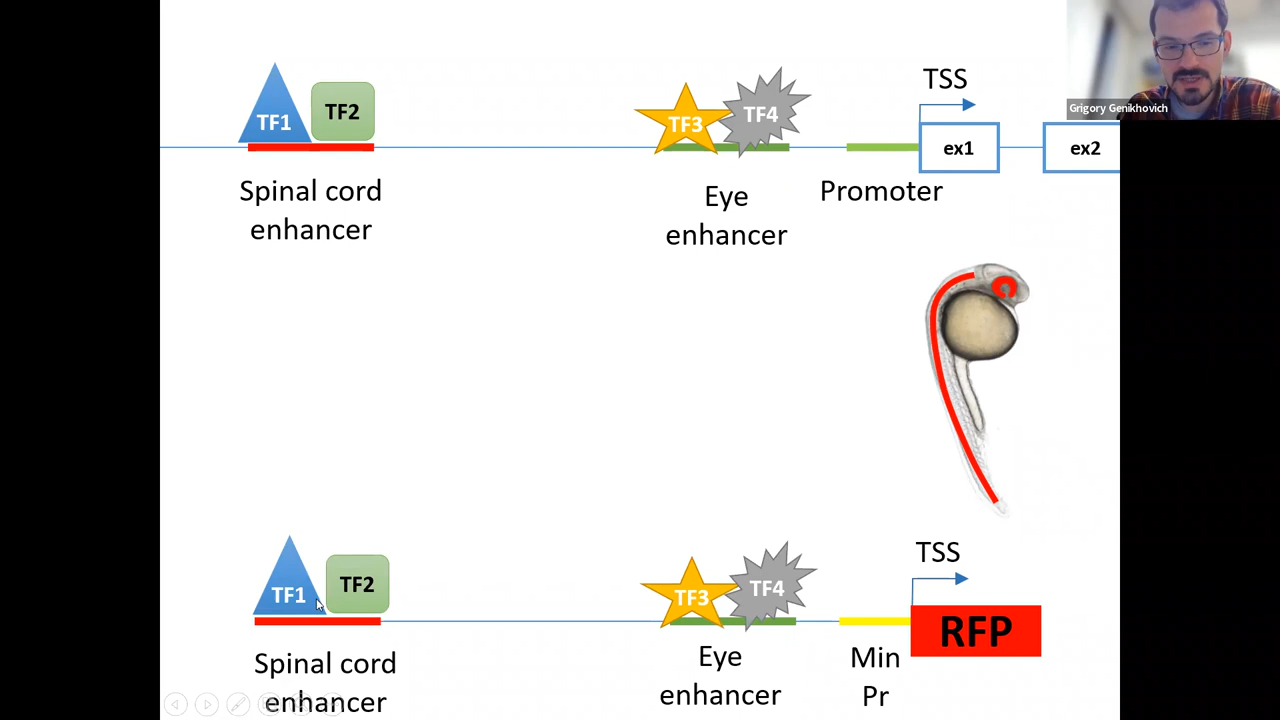 TSS
Grigory Genikhovich
TF1
TF2
TF3
TF4
ex1
ex2
Spinal cord
enhancer
Eye
enhancer
Promoter
TSS
TF1
TF2
TF3
TF4
RFP
Spinal cord
enhancer
Eye
enhancer
Min
Pr